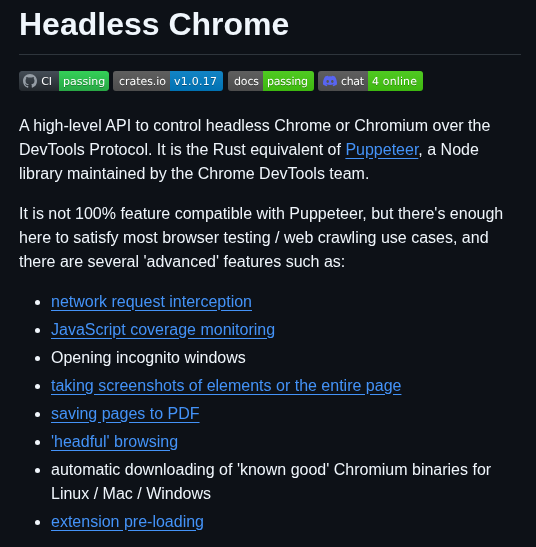 Headless Chrome
CI passing crates.io v1.0.17 docs passing chat 4 online
A high-level API to control headless Chrome or Chromium over the
DevTools Protocol. It is the Rust equivalent of Puppeteer, a Node
library maintained by the Chrome DevTools team.
It is not 100% feature compatible with Puppeteer, but there's enough
here to satisfy most browser testing / web crawling use cases, and
there are several 'advanced' features such as:
• network request interception
• JavaScript coverage monitoring
• Opening incognito windows
• taking screenshots of elements or the entire page
• saving pages to PDF
• 'headful' browsing
• automatic downloading of 'known good' Chromium binaries for
Linux / Mac / Windows
• extension pre-loading